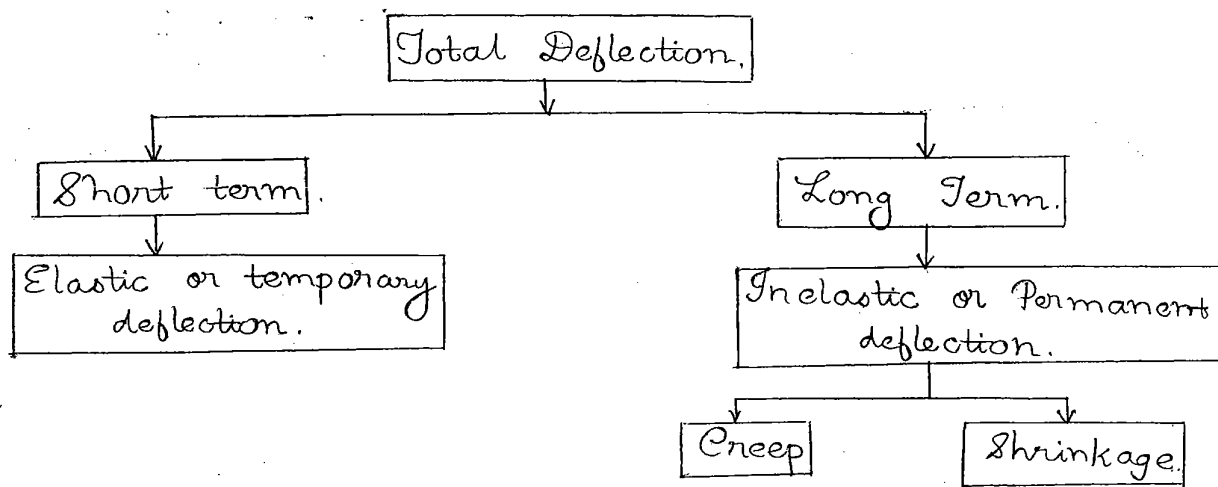 Total Deflection.
Short term.
Long Term.
Elastic or temporary
deflection.
Inelastic or Permanent
deflection.
Creep
Shrinkage.